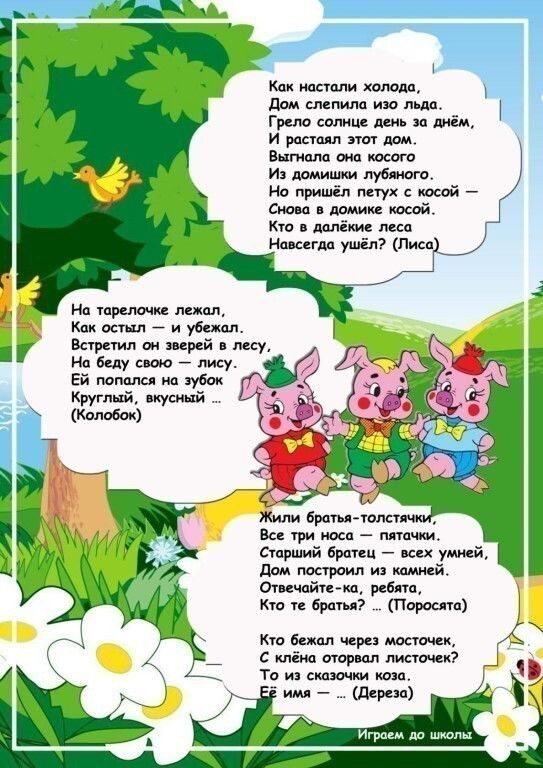 Как настали холода,
Дом слепила изо льда.
Грело солнце день за днём,
И растаял этот дом.
Выгнала она косого
Из домишки лубяного.
Но пришёл петух с косой —
Снова в домике косой.
Кто в далёкие леса
Навсегда ушёл? (Лиса)
На тарелочке лежал,
Как остыл — и убежал.
Встретил он зверей в лесу,
На беду свою — лису.
Ей попался на зубок
Круглый, вкусный ...
(Колобок)
Жили братья-толстячки,
Все три носа — пятачки.
Старший братец — всех умней,
Дом построил из камней.
Отвечайте-ка, ребята,
Кто те братья? ... (Поросята)
Кто бежал через мосточек,
С клёна оторвал листочек?
То из сказочки коза.
Её имя — ... (Дереза)
Играем до школы